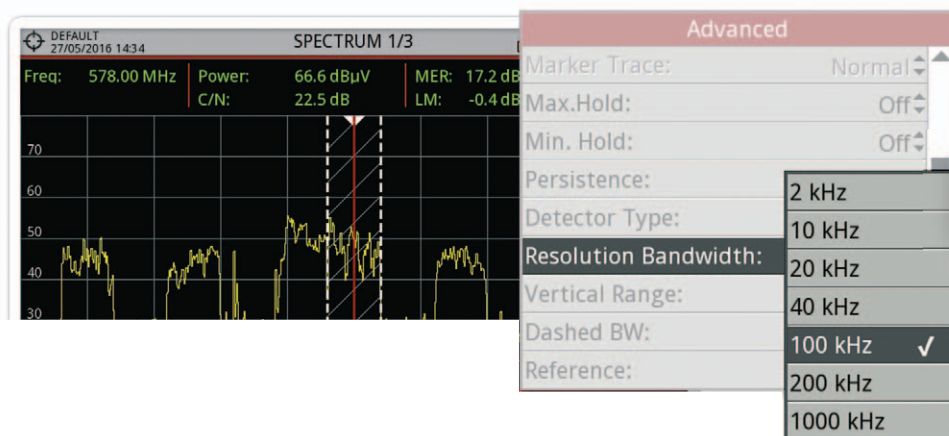 DEFAULT
27/05/2016 14:34
SPECTRUM 1/3
Freq: 578.00 MHz
Power: 66.6 dBµV
MER: 17.2 dB
C/N: 22.5 dB
LM: -0.4 dB
70
60
50
40
30
Advanced
Marker Trace: Normal
Max.Hold: Off
Min. Hold: Off
Persistence:
Detector Type:
Resolution Bandwidth:
Vertical Range:
Dashed BW:
Reference:
2 kHz
10 kHz
20 kHz
40 kHz
100 kHz ✓
200 kHz
1000 kHz